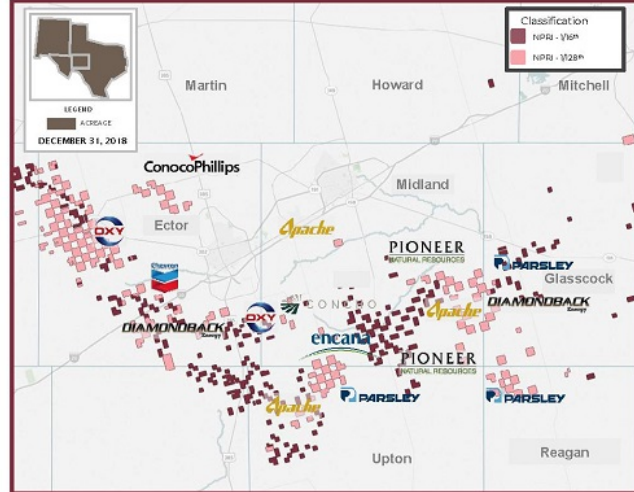 Classification
NPRI - 1/16th
NPRI - 1/128th
LEGEND
ACREAGE
DECEMBER 31, 2018
Martin
Howard
Mitchell
ConocoPhillips
Midland
Ector
OXY
Apache
PIONEER
NATURAL RESOURCES
PARSLEY
Glasscock
Chevron
CONCHO
DIAMONDBACK
Energy
OXY
Apache
DIAMONDBACK
Energy
encana
PIONEER
NATURAL RESOURCES
Apache
PARSLEY
PARSLEY
Upton
Reagan